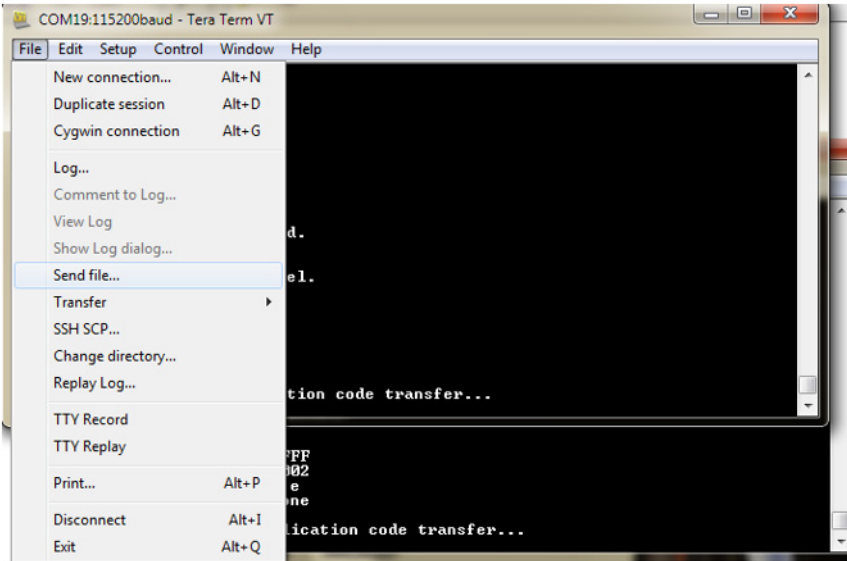 COM19:115200baud - Tera Term VT
File Edit Setup Control Window Help
New connection... Alt+N
Duplicate session Alt+D
Cygwin connection Alt+G
Log...
Comment to Log...
View Log
Show Log dialog...
d.
Send file...
el.
Transfer
SSH SCP...
Change directory...
Replay Log...
tion code transfer...
TTY Record
TTY Replay
FFF
002
Print... Alt+P
e
one
Disconnect Alt+I
lication code transfer...
Exit Alt+Q